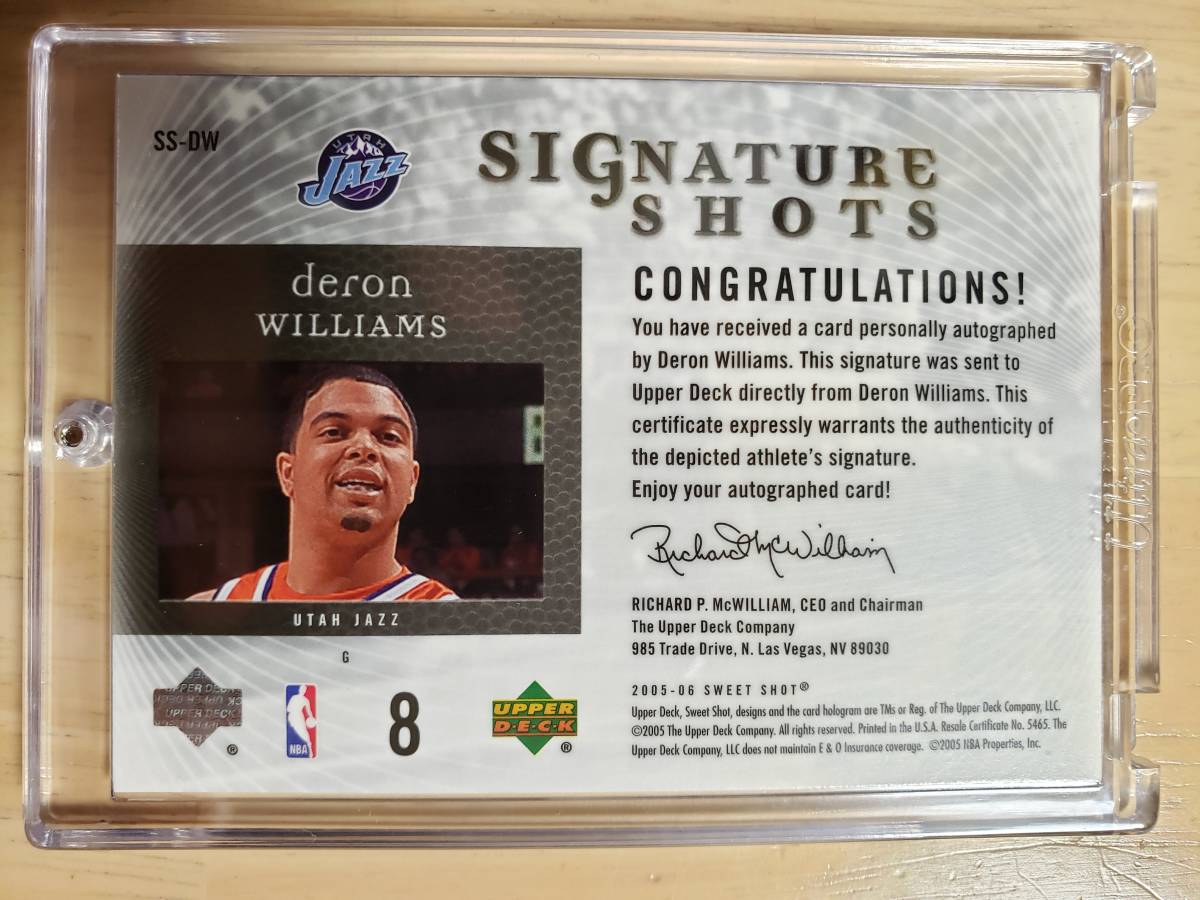 SS-DW
UTAH
JAZZ
SIGNATURE
SHOTS
deron
WILLIAMS
UTAH JAZZ
G
8
CONGRATULATIONS!
You have received a card personally autographed
by Deron Williams. This signature was sent to
Upper Deck directly from Deron Williams. This
certificate expressly warrants the authenticity of
the depicted athlete's signature.
Enjoy your autographed card!
Richard McWilliam
RICHARD P. McWILLIAM, CEO and Chairman
The Upper Deck Company
985 Trade Drive, N. Las Vegas, NV 89030
2005-06 SWEET SHOT®
Upper Deck, Sweet Shot, designs and the card hologram are TMs or Reg. of The Upper Deck Company, LLC.
©2005 The Upper Deck Company. All rights reserved. Printed in the U.S.A. Resale Certificate No. 5465. The
Upper Deck Company, LLC does not maintain E & O Insurance coverage. ©2005 NBA Properties, Inc.
UPPER DECK
®
NBA
UPPER
D·E·C·K
®